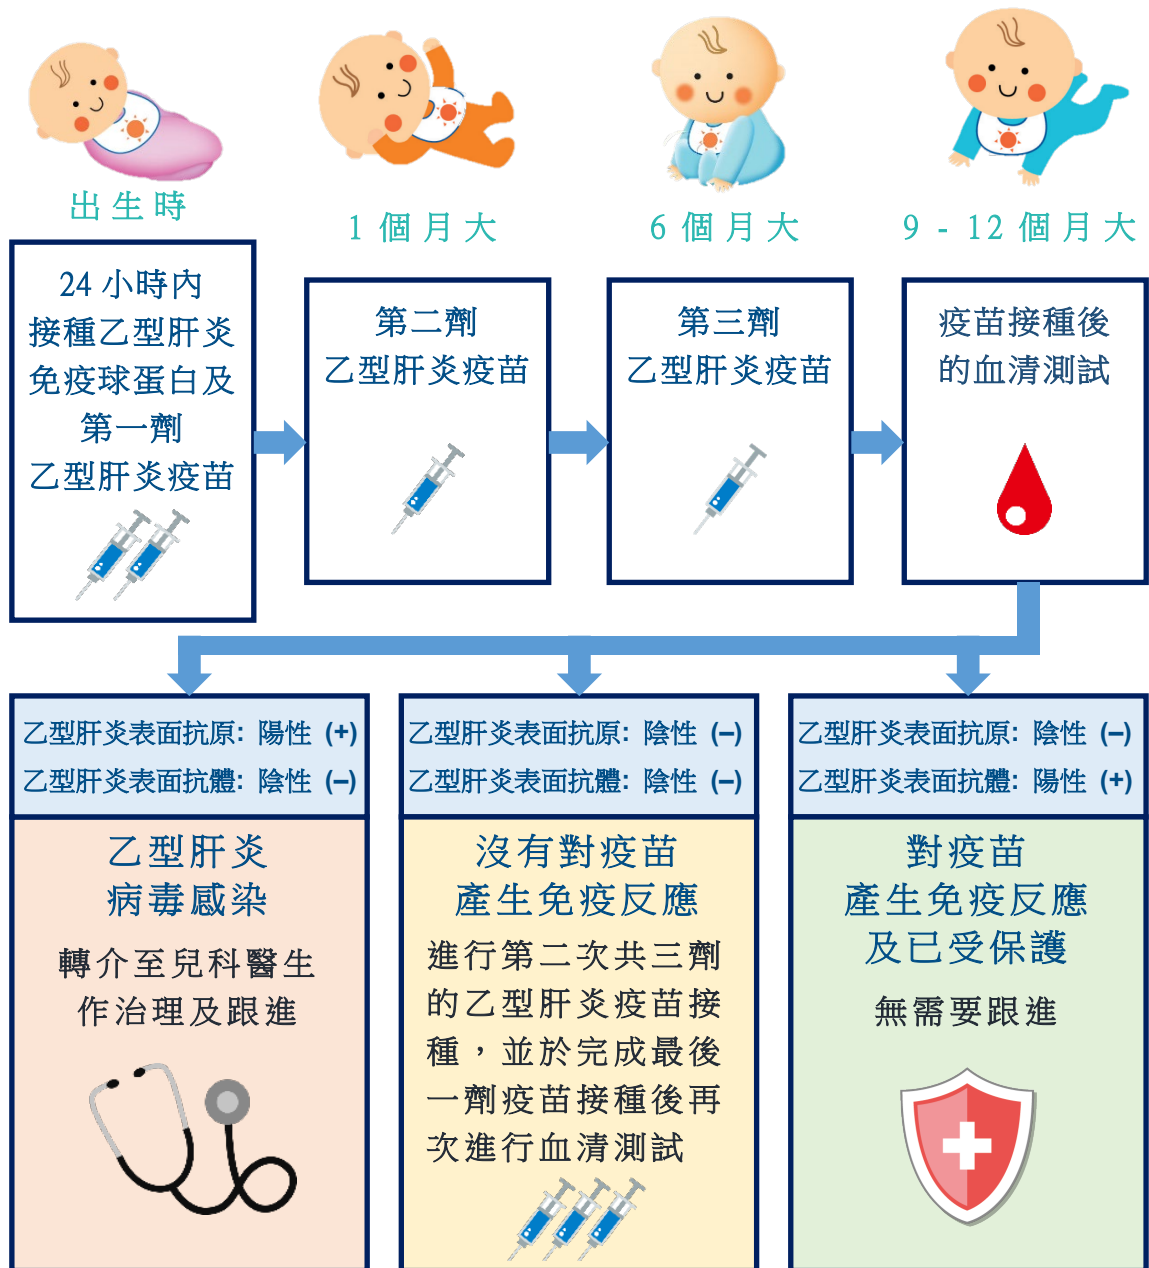 出生時
1 個月大
6 個月大
9 - 12 個月大
24 小時內
接種乙型肝炎
免疫球蛋白及
第一劑
乙型肝炎疫苗
第二劑
乙型肝炎疫苗
第三劑
乙型肝炎疫苗
疫苗接種後
的血清測試
乙型肝炎表面抗原: 陽性 (+)
乙型肝炎表面抗體: 陰性 (–)
乙型肝炎
病毒感染
轉介至兒科醫生
作治理及跟進
乙型肝炎表面抗原: 陰性 (–)
乙型肝炎表面抗體: 陰性 (–)
沒有對疫苗
產生免疫反應
進行第二次共三劑
的乙型肝炎疫苗接
種，並於完成最後
一劑疫苗接種後再
次進行血清測試
乙型肝炎表面抗原: 陰性 (–)
乙型肝炎表面抗體: 陽性 (+)
對疫苗
產生免疫反應
及已受保護
無需要跟進